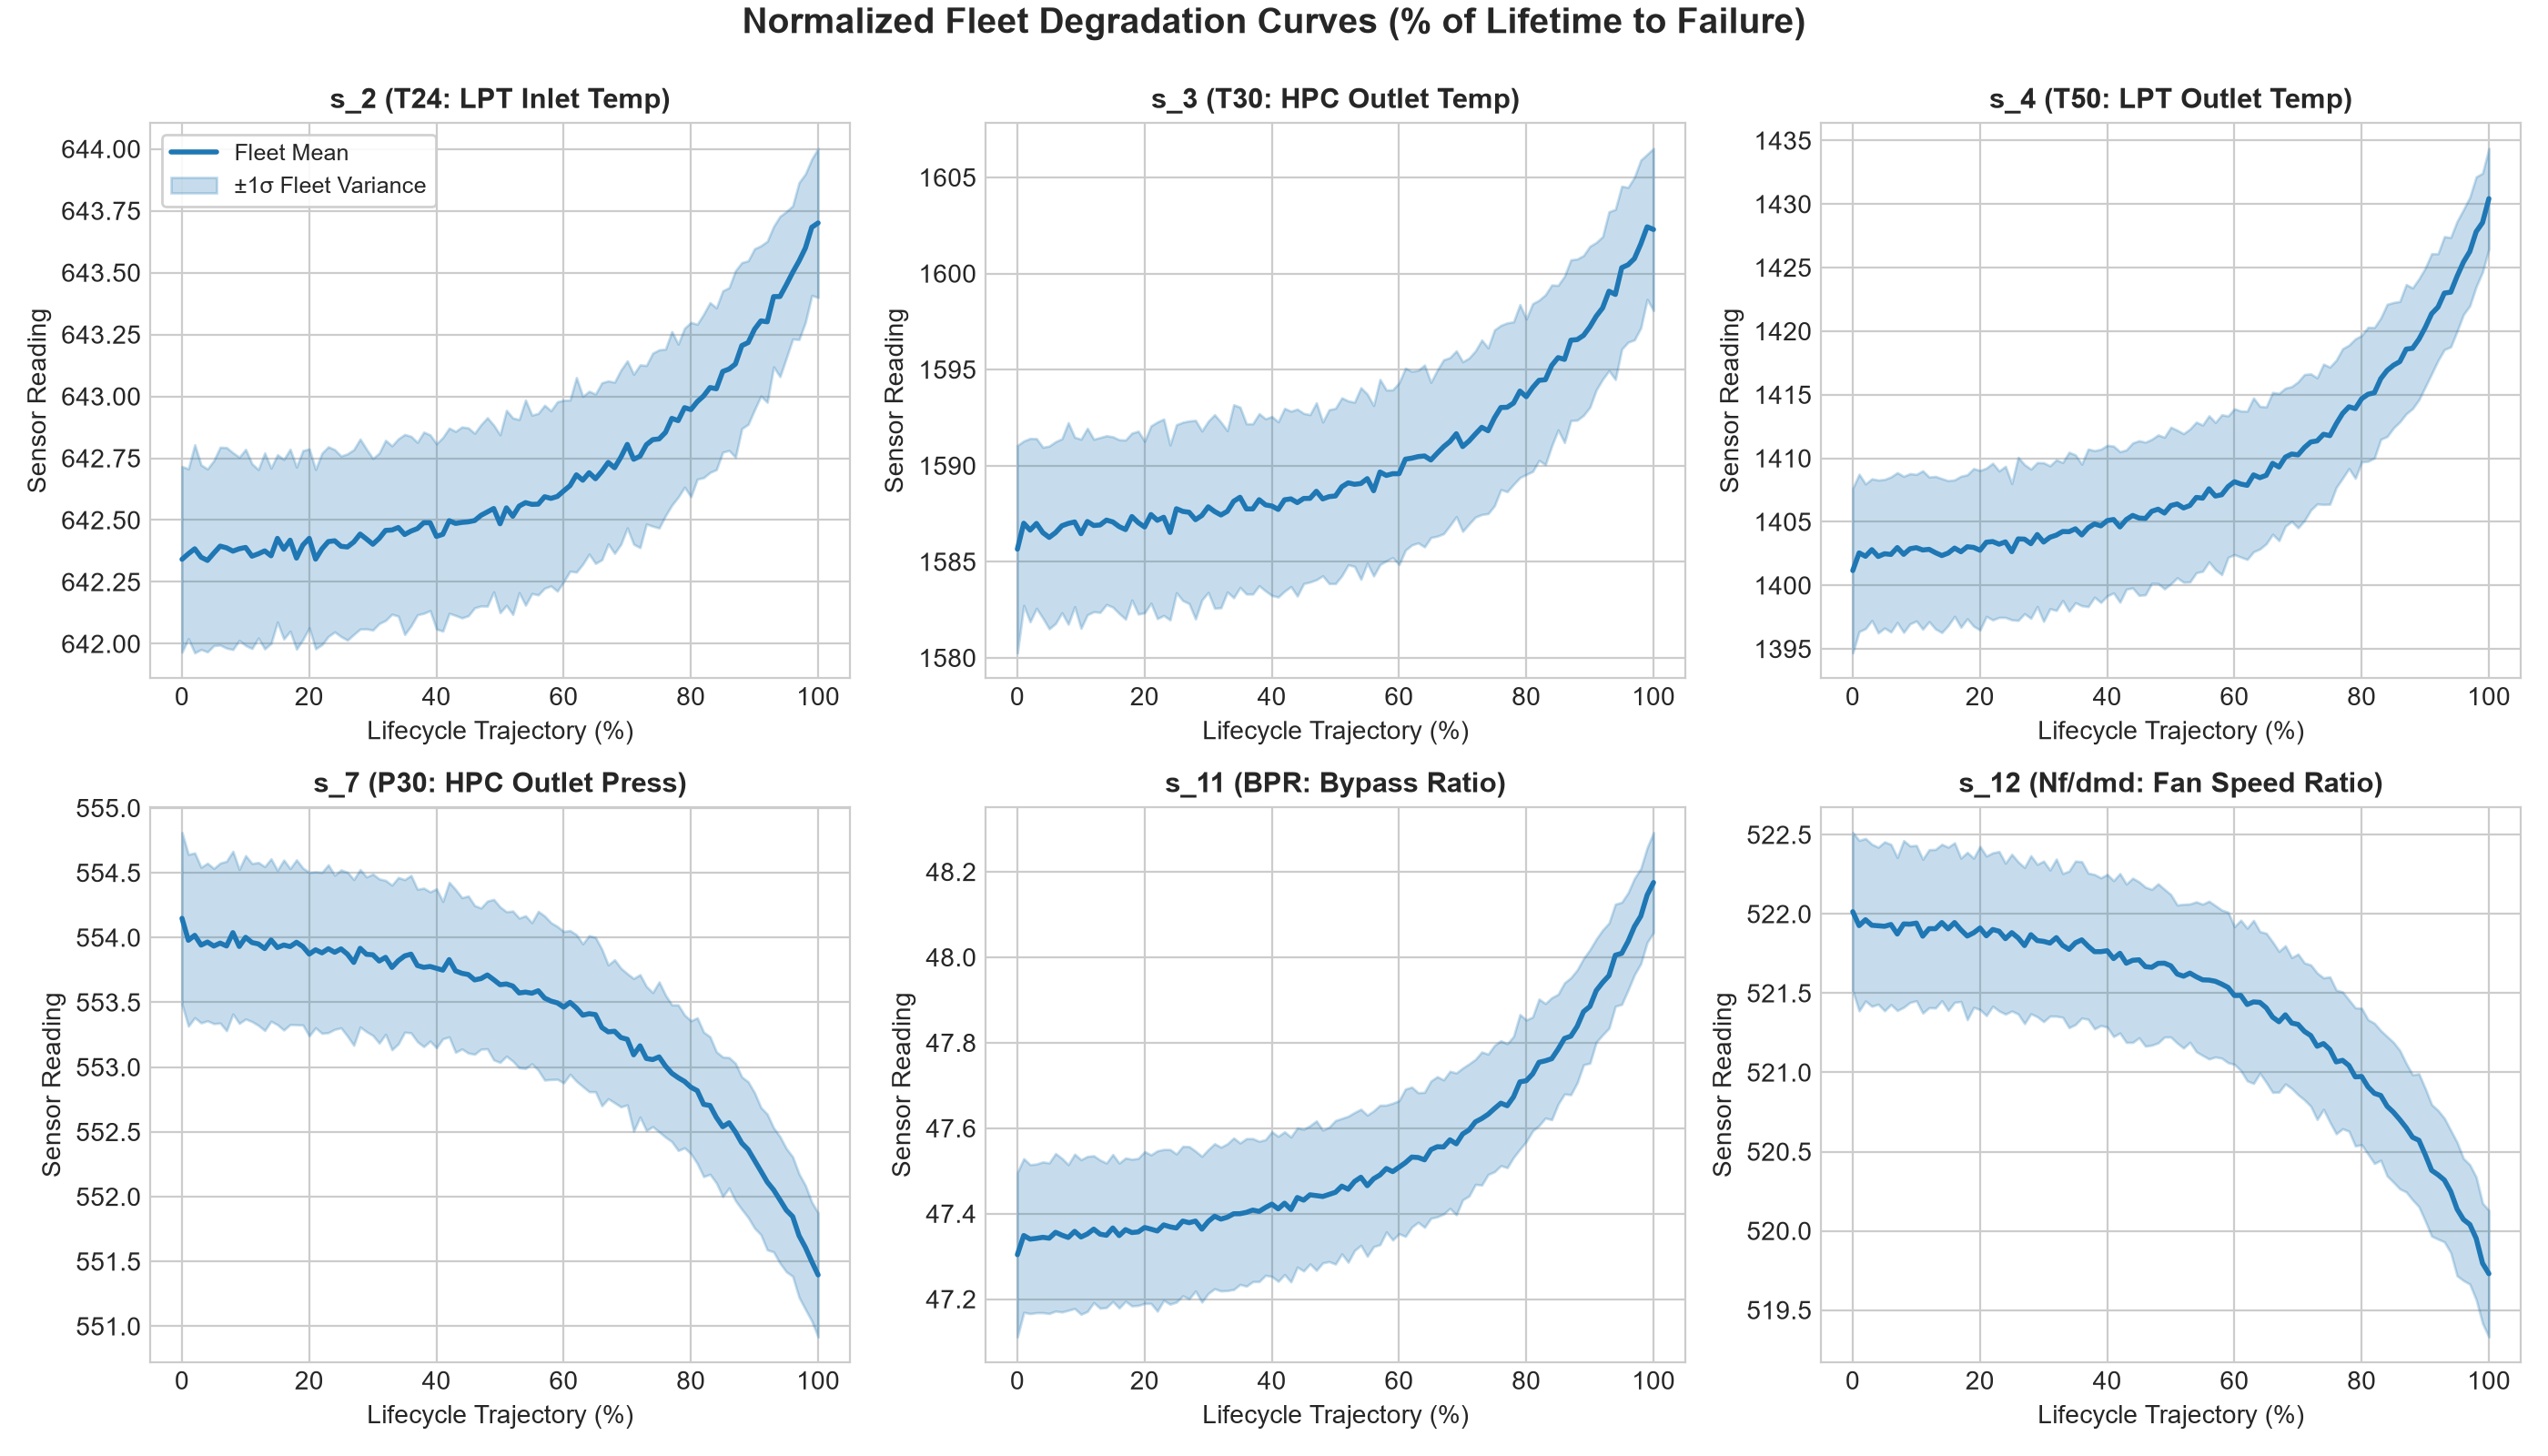 Normalized Fleet Degradation Curves (% of Lifetime to Failure)
s_2 (T24: LPT Inlet Temp)
Fleet Mean
±1σ Fleet Variance
644.00
643.75
643.50
643.25
643.00
642.75
642.50
642.25
642.00
Sensor Reading
0 20 40 60 80 100
Lifecycle Trajectory (%)
s_3 (T30: HPC Outlet Temp)
1605
1600
1595
1590
1585
1580
Sensor Reading
0 20 40 60 80 100
Lifecycle Trajectory (%)
s_4 (T50: LPT Outlet Temp)
1435
1430
1425
1420
1415
1410
1405
1400
1395
Sensor Reading
0 20 40 60 80 100
Lifecycle Trajectory (%)
s_7 (P30: HPC Outlet Press)
555.0
554.5
554.0
553.5
553.0
552.5
552.0
551.5
551.0
Sensor Reading
0 20 40 60 80 100
Lifecycle Trajectory (%)
s_11 (BPR: Bypass Ratio)
48.2
48.0
47.8
47.6
47.4
47.2
Sensor Reading
0 20 40 60 80 100
Lifecycle Trajectory (%)
s_12 (Nf/dmd: Fan Speed Ratio)
522.5
522.0
521.5
521.0
520.5
520.0
519.5
Sensor Reading
0 20 40 60 80 100
Lifecycle Trajectory (%)